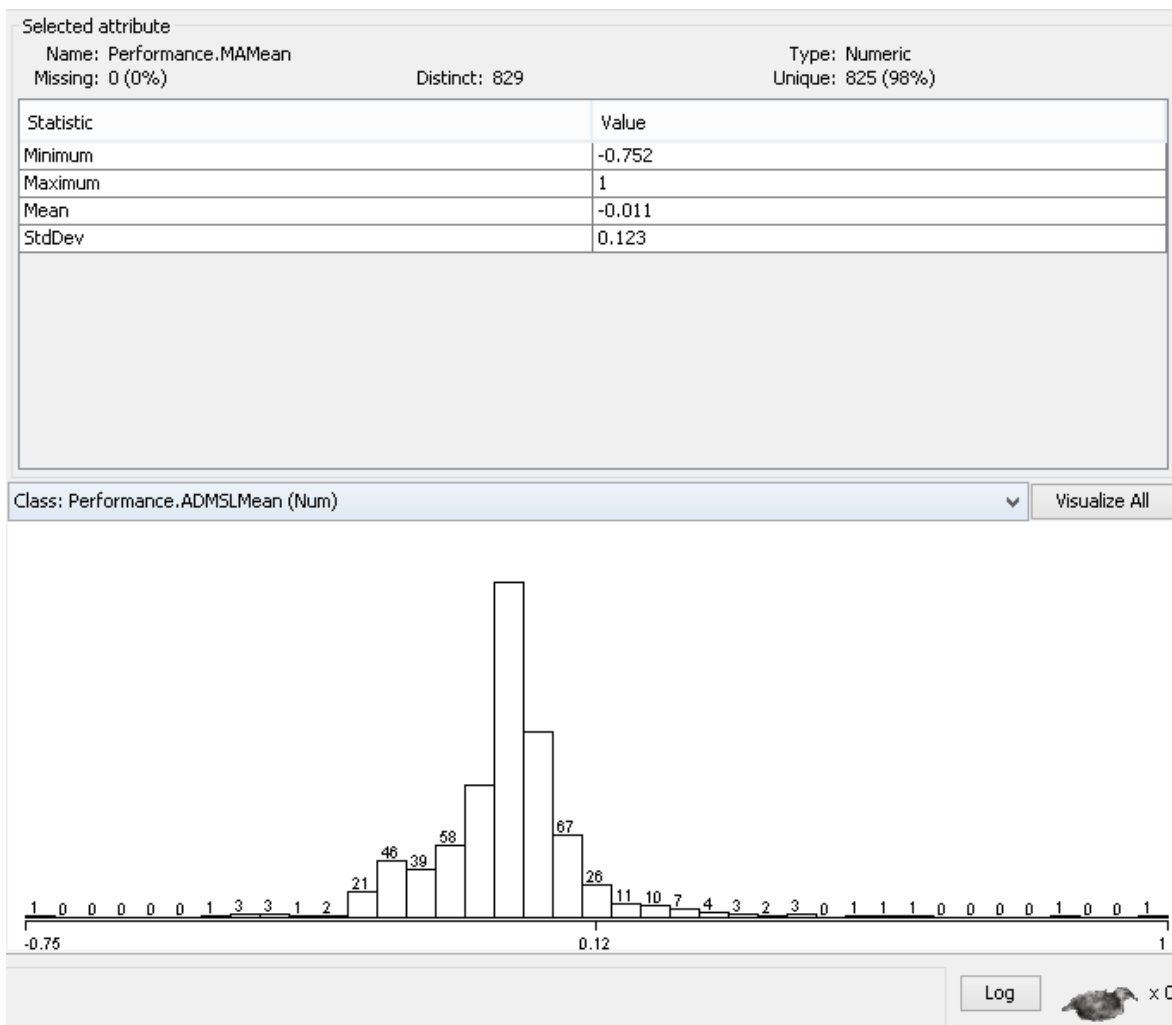 Selected attribute
Name: Performance.MAMean Type: Numeric
Missing: 0 (0%) Distinct: 829 Unique: 825 (98%)
Statistic Value
Minimum -0.752
Maximum 1
Mean -0.011
StdDev 0.123
Class: Performance.ADMSLMean (Num) Visualize All
1 0 0 0 0 0 1 3 3 1 2 21 46 39 58 67 26 11 10 7 4 3 2 3 0 1 1 1 0 0 0 0 1 0 0 1
-0.75 0.12 1
Log x 0